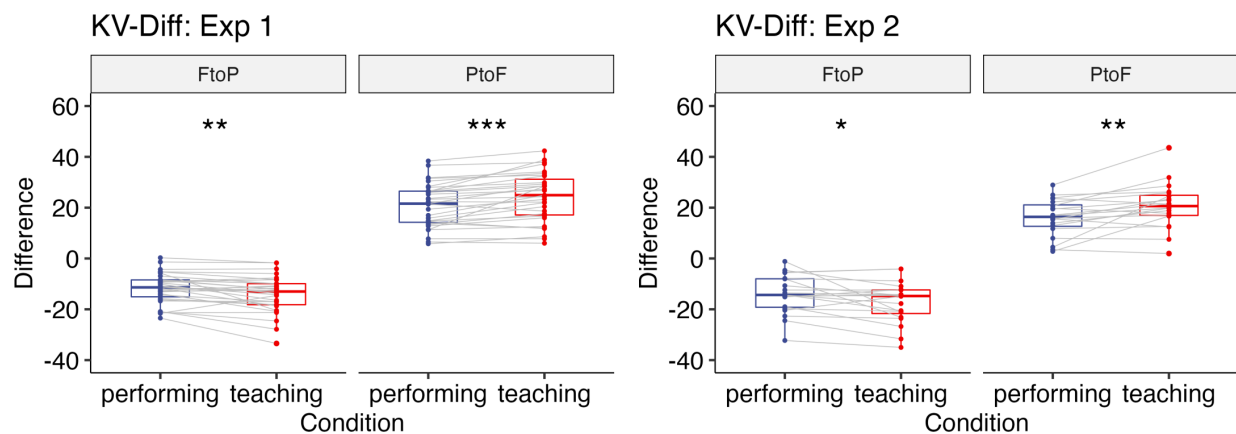 KV-Diff: Exp 1
FtoP
PtoF
**
***
60
40
20
0
-20
-40
Difference
performing
teaching
performing
teaching
Condition
KV-Diff: Exp 2
FtoP
PtoF
*
**
60
40
20
0
-20
-40
Difference
performing
teaching
performing
teaching
Condition